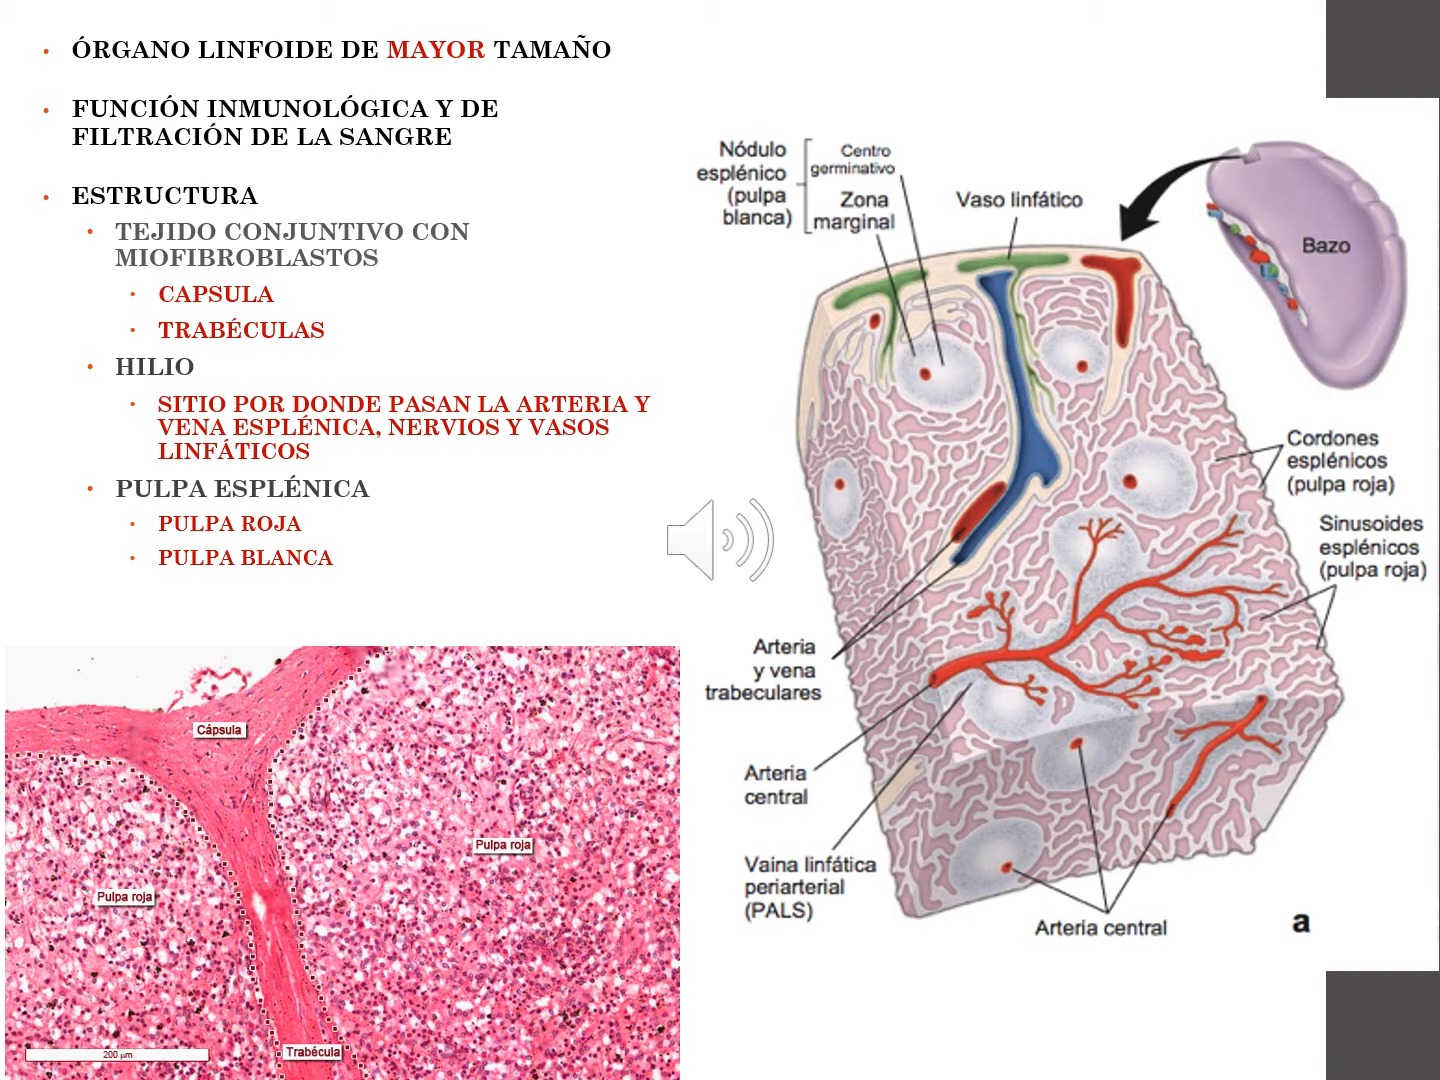 ÓRGANO LINFOIDE DE MAYOR TAMAÑO
FUNCIÓN INMUNOLÓGICA Y DE
FILTRACIÓN DE LA SANGRE
ESTRUCTURA
TEJIDO CONJUNTIVO CON
MIOFIBROBLASTOS
CAPSULA
TRABÉCULAS
HILIO
SITIO POR DONDE PASAN LA ARTERIA Y
VENA ESPLÉNICA, NERVIOS Y VASOS
LINFÁTICOS
PULPA ESPLÉNICA
PULPA ROJA
PULPA BLANCA
Cápsula
Pulpa roja
Pulpa roja
Trabécula
200 µm
Nódulo
esplénico
(pulpa
blanca)
Centro
germinativo
Zona
marginal
Vaso linfático
Bazo
Cordones
esplénicos
(pulpa roja)
Sinusoides
esplénicos
(pulpa roja)
Arteria
y vena
trabeculares
Arteria
central
Vaina linfática
periarterial
(PALS)
Arteria central
a